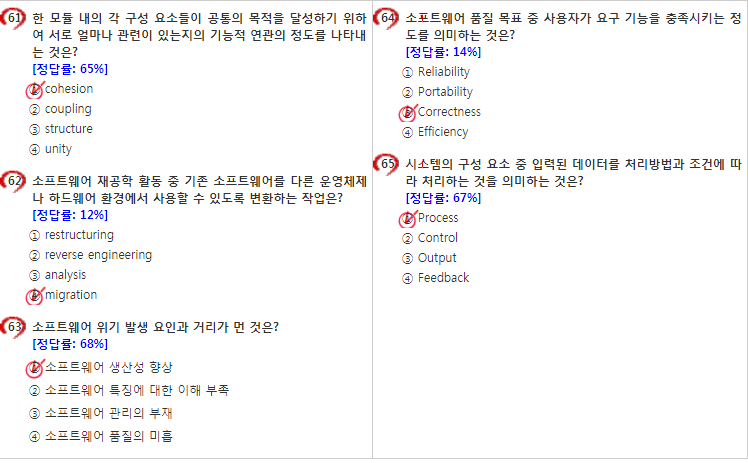 61 한 모듈 내의 각 구성 요소들이 공통의 목적을 달성하기 위하
여 서로 얼마나 관련이 있는지의 기능적 연관의 정도를 나타내
는 것은?
[정답률: 65%]
① cohesion
② coupling
③ structure
④ unity
62 소프트웨어 재공학 활동 중 기존 소프트웨어를 다른 운영체제
나 하드웨어 환경에서 사용할 수 있도록 변환하는 작업은?
[정답률: 12%]
① restructuring
② reverse engineering
③ analysis
④ migration
63 소프트웨어 위기 발생 요인과 거리가 먼 것은?
[정답률: 68%]
① 소프트웨어 생산성 향상
② 소프트웨어 특징에 대한 이해 부족
③ 소프트웨어 관리의 부재
④ 소프트웨어 품질의 미흡
64 소포트웨어 품질 목표 중 사용자가 요구 기능을 충족시키는 정
도를 의미하는 것은?
[정답률: 14%]
① Reliability
② Portability
③ Correctness
④ Efficiency
65 시소템의 구성 요소 중 입력된 데이터를 처리방법과 조건에 따
라 처리하는 것을 의미하는 것은?
[정답률: 67%]
① Process
② Control
③ Output
④ Feedback